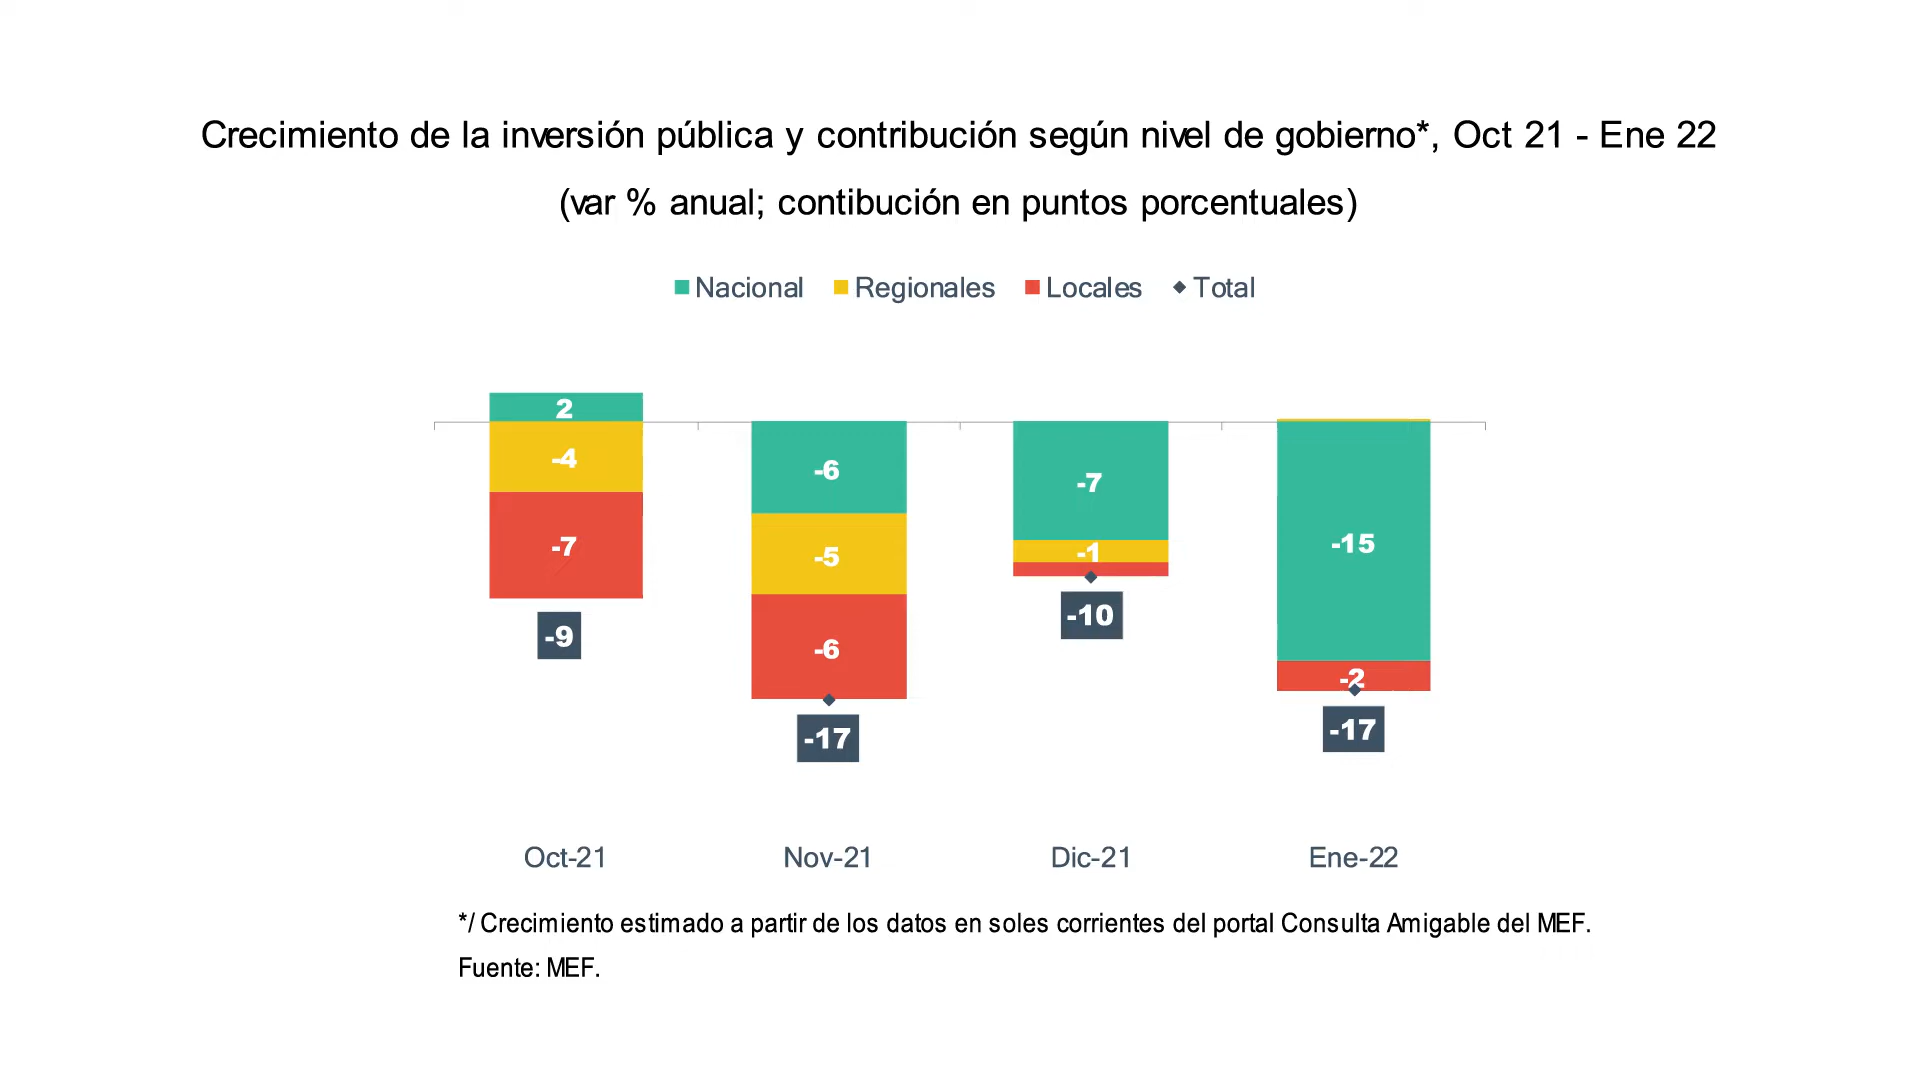 Crecimiento de la inversión pública y contribución según nivel de gobierno*, Oct 21 - Ene 22
(var % anual; contibución en puntos porcentuales)
Nacional Regionales Locales Total
2
-4
-7
-9
-6
-5
-6
-17
-7
-1
-10
-15
-2
-17
Oct-21 Nov-21 Dic-21 Ene-22
*/ Crecimiento estimado a partir de los datos en soles corrientes del portal Consulta Amigable del MEF.
Fuente: MEF.